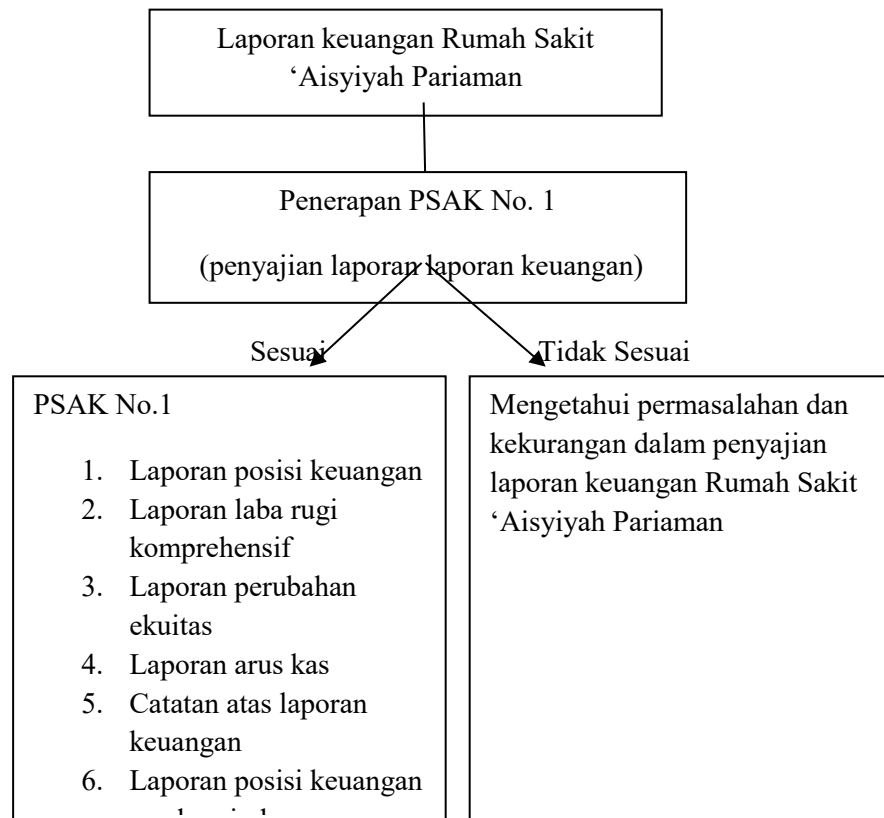 Laporan keuangan Rumah Sakit
‘Aisyiyah Pariaman
Penerapan PSAK No. 1
(penyajian laporan laporan keuangan)
Sesuai
Tidak Sesuai
PSAK No.1
1. Laporan posisi keuangan
2. Laporan laba rugi
komprehensif
3. Laporan perubahan
ekuitas
4. Laporan arus kas
5. Catatan atas laporan
keuangan
6. Laporan posisi keuangan
Mengetahui permasalahan dan
kekurangan dalam penyajian
laporan keuangan Rumah Sakit
‘Aisyiyah Pariaman